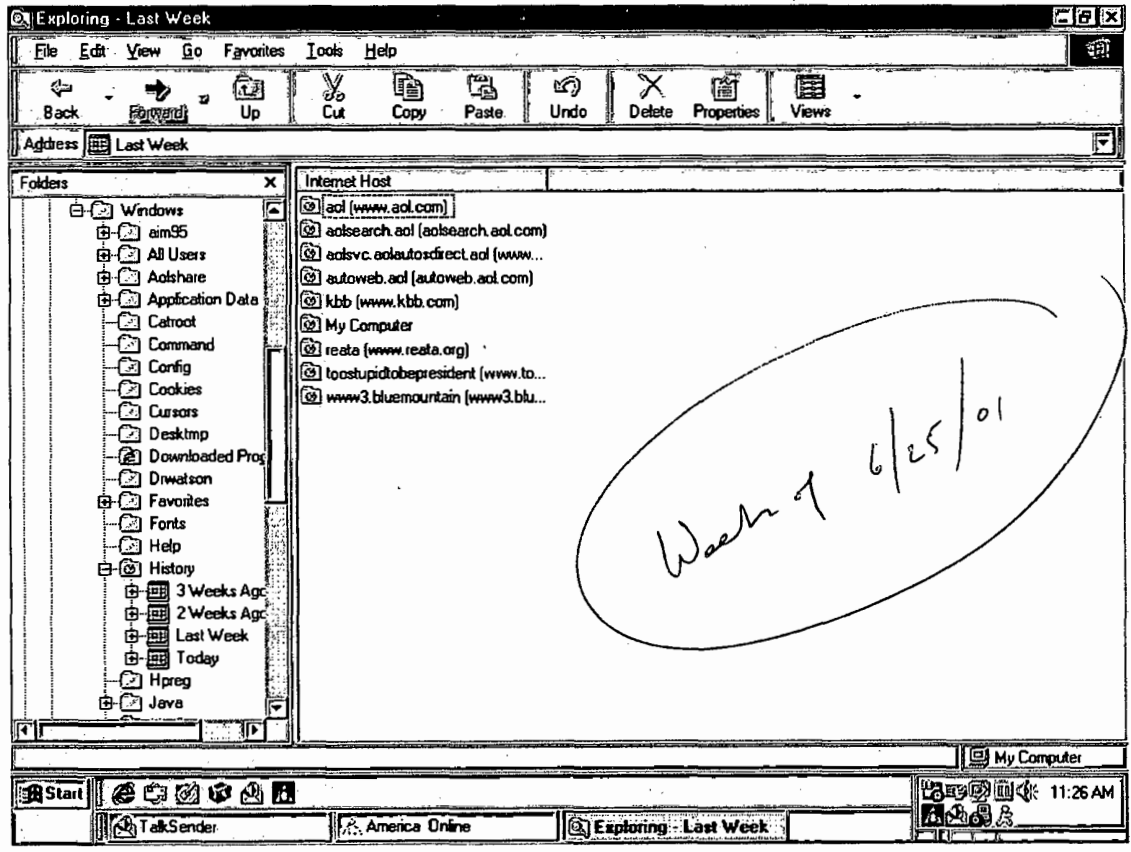 Exploring - Last Week
File Edit View Go Favorites Tools Help
Back Forward Up Cut Copy Paste Undo Delete Properties Views
Address Last Week
Folders x
Windows
aim95
All Users
Aolshare
Application Data
Catroot
Command
Config
Cookies
Cursors
Desktmp
Downloaded Prog
Drwatson
Favorites
Fonts
Help
History
3 Weeks Ago
2 Weeks Ago
Last Week
Today
Hpreg
Java
Internet Host
aol (www.aol.com)
aolsearch.aol (aolsearch.aol.com)
aolsvc.aolautosdirect.aol (www...
autoweb.aol (autoweb.aol.com)
kbb (www.kbb.com)
My Computer
reata (www.reata.org)
toostupidtobepresident (www.to...
www3.bluemountain (www3.blu...
Week of 6/25/01
My Computer
Start 11:26 AM
TalkSender America Online Exploring - Last Week